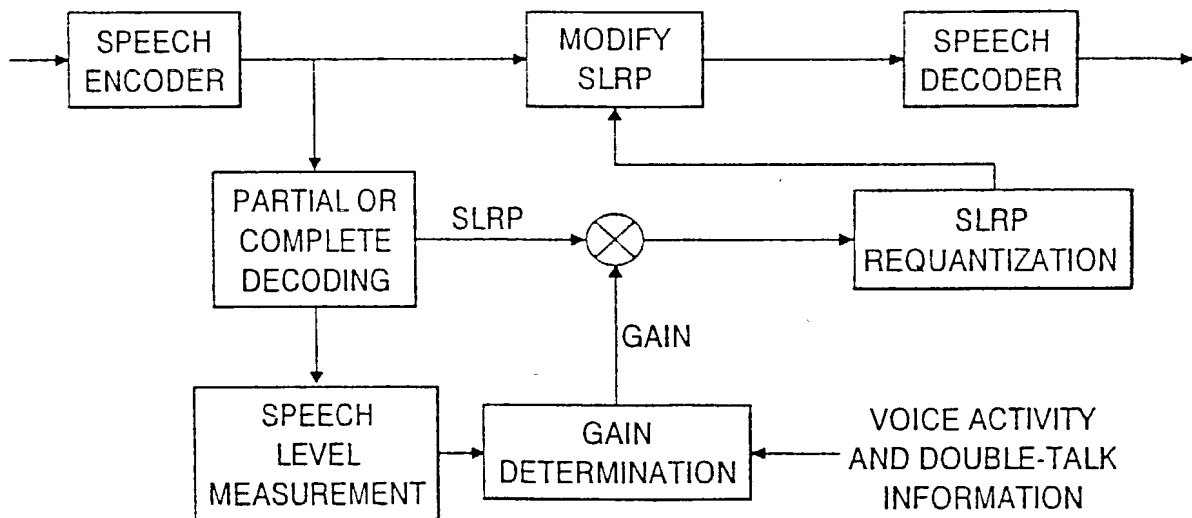 SPEECH
ENCODER
MODIFY
SLRP
SPEECH
DECODER
PARTIAL OR
COMPLETE
DECODING
SLRP
SLRP
REQUANTIZATION
GAIN
SPEECH
LEVEL
MEASUREMENT
GAIN
DETERMINATION
VOICE ACTIVITY
AND DOUBLE-TALK
INFORMATION